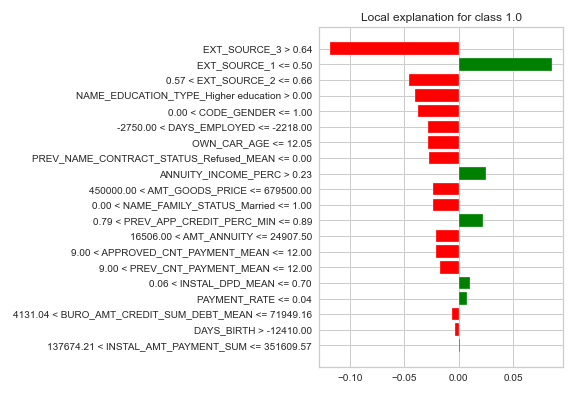 Local explanation for class 1.0
EXT_SOURCE_3 > 0.64
EXT_SOURCE_1 <= 0.50
0.57 < EXT_SOURCE_2 <= 0.66
NAME_EDUCATION_TYPE_Higher education > 0.00
0.00 < CODE_GENDER <= 1.00
-2750.00 < DAYS_EMPLOYED <= -2218.00
OWN_CAR_AGE <= 12.05
PREV_NAME_CONTRACT_STATUS_Refused_MEAN <= 0.00
ANNUITY_INCOME_PERC > 0.23
450000.00 < AMT_GOODS_PRICE <= 679500.00
0.00 < NAME_FAMILY_STATUS_Married <= 1.00
0.79 < PREV_APP_CREDIT_PERC_MIN <= 0.89
16506.00 < AMT_ANNUITY <= 24907.50
9.00 < APPROVED_CNT_PAYMENT_MEAN <= 12.00
9.00 < PREV_CNT_PAYMENT_MEAN <= 12.00
0.06 < INSTAL_DPD_MEAN <= 0.70
PAYMENT_RATE <= 0.04
4131.04 < BURO_AMT_CREDIT_SUM_DEBT_MEAN <= 71949.16
DAYS_BIRTH > -12410.00
137674.21 < INSTAL_AMT_PAYMENT_SUM <= 351609.57
−0.10 −0.05 0.00 0.05